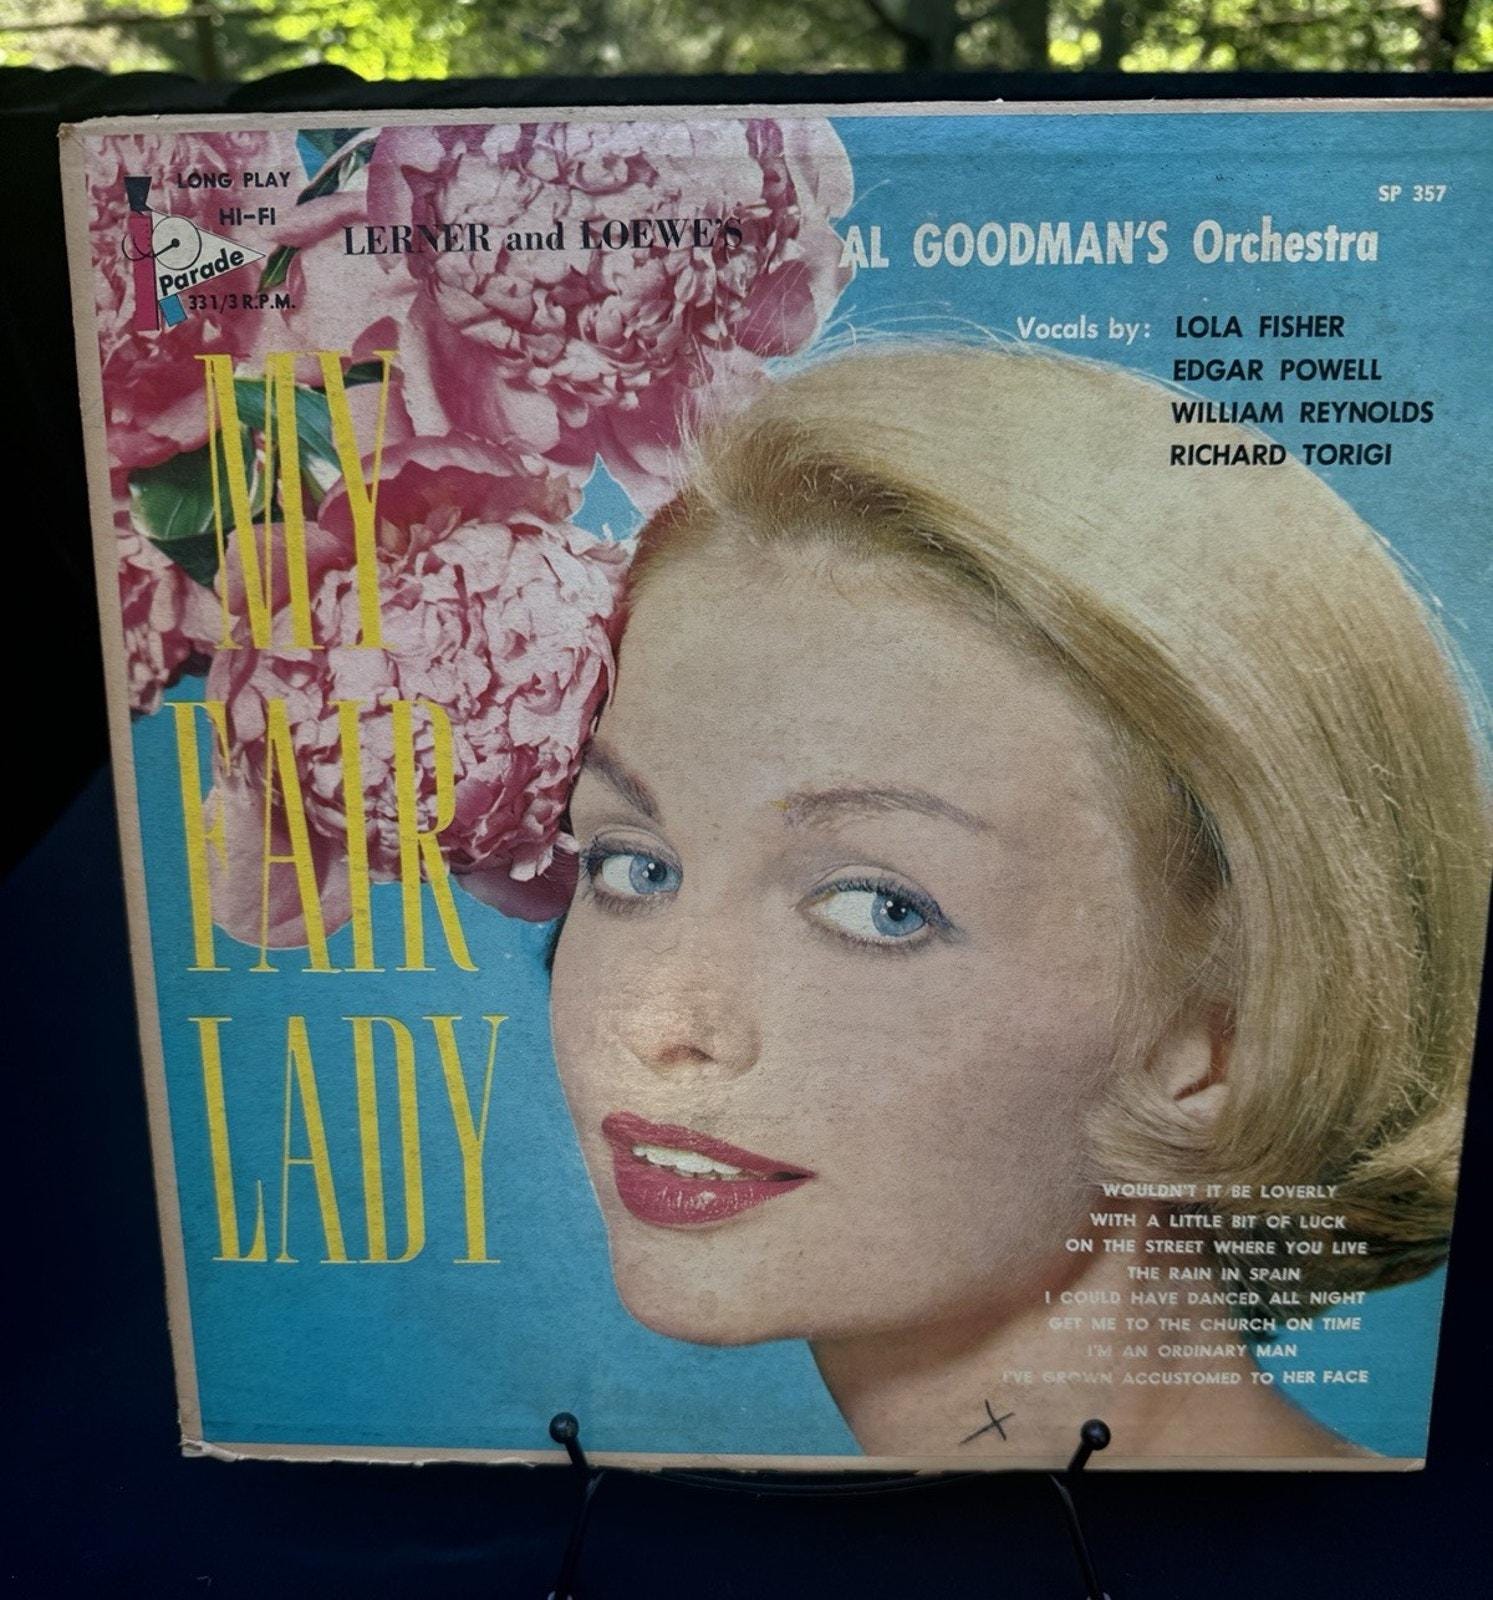 LONG PLAY
HI-FI
Parade
33 1/3 R.P.M.
LERNER and LOEWE'S
MY
FAIR
LADY
SP 357
AL GOODMAN'S Orchestra
Vocals by: LOLA FISHER
EDGAR POWELL
WILLIAM REYNOLDS
RICHARD TORIGI
WOULDN'T IT BE LOVERLY
WITH A LITTLE BIT OF LUCK
ON THE STREET WHERE YOU LIVE
THE RAIN IN SPAIN
I COULD HAVE DANCED ALL NIGHT
GET ME TO THE CHURCH ON TIME
I'M AN ORDINARY MAN
I'VE GROWN ACCUSTOMED TO HER FACE
X